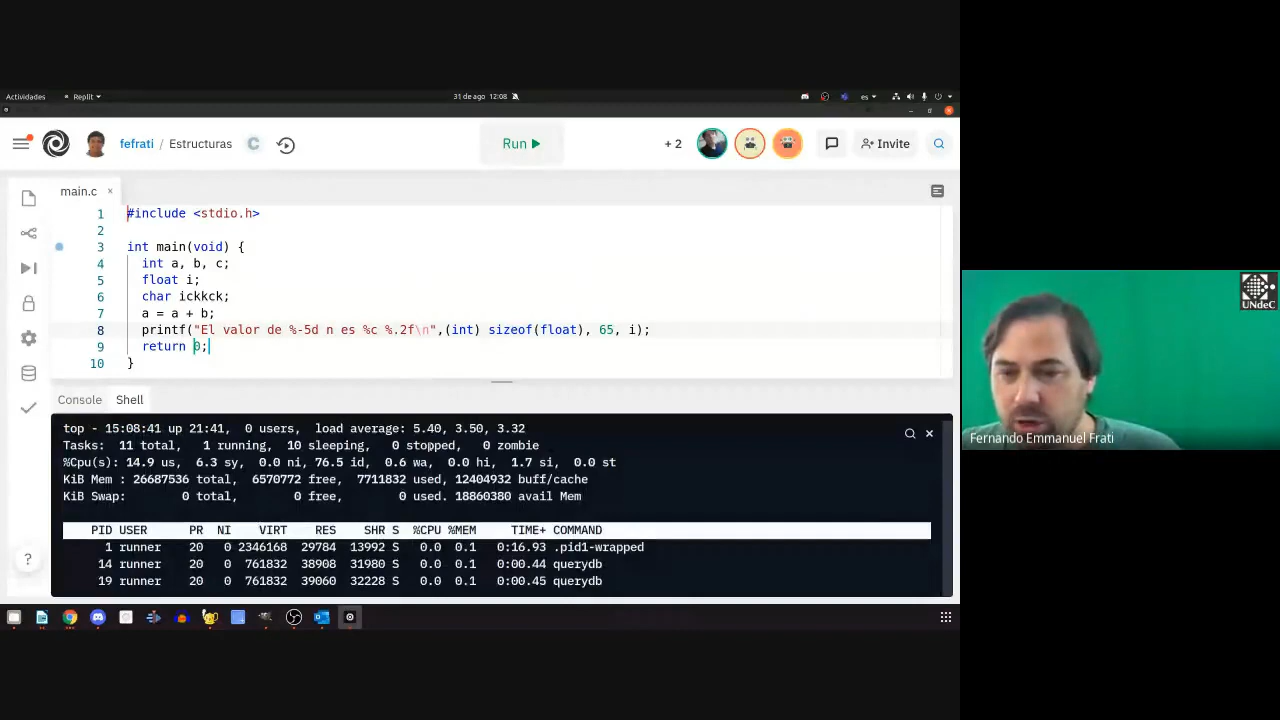 Actividades Replit 31 de ago 12:08 es
fefrati / Estructuras C Run + 2 Invite
main.c ×
1 #include <stdio.h>
2
3 int main(void) {
4 int a, b, c;
5 float i;
6 char ickkck;
7 a = a + b;
8 printf("El valor de %-5d n es %c %.2f\n",(int) sizeof(float), 65, i);
9 return 0;
10 }
Console Shell
top - 15:08:41 up 21:41, 0 users, load average: 5.40, 3.50, 3.32
Tasks: 11 total, 1 running, 10 sleeping, 0 stopped, 0 zombie
%Cpu(s): 14.9 us, 6.3 sy, 0.0 ni, 76.5 id, 0.6 wa, 0.0 hi, 1.7 si, 0.0 st
KiB Mem : 26687536 total, 6570772 free, 7711832 used, 12404932 buff/cache
KiB Swap: 0 total, 0 free, 0 used. 18860380 avail Mem
PID USER PR NI VIRT RES SHR S %CPU %MEM TIME+ COMMAND
1 runner 20 0 2346168 29784 13992 S 0.0 0.1 0:16.93 .pid1-wrapped
14 runner 20 0 761832 38908 31980 S 0.0 0.1 0:00.44 querydb
19 runner 20 0 761832 39060 32228 S 0.0 0.1 0:00.45 querydb
?
UNdeC
Fernando Emmanuel Frati